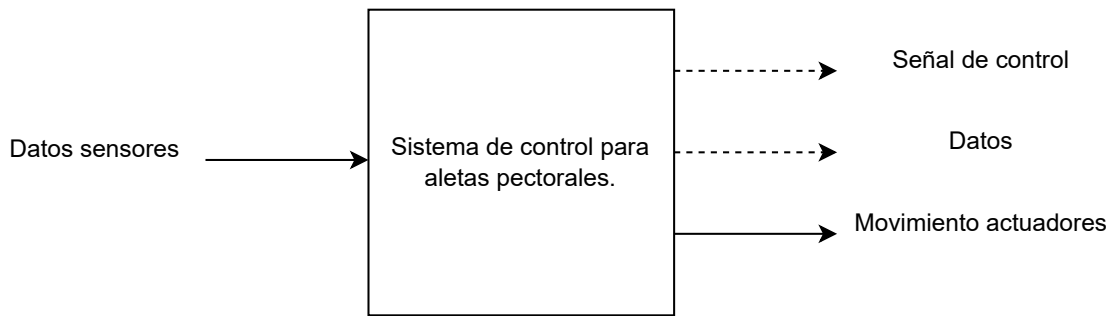 Datos sensores
Sistema de control para
aletas pectorales.
Señal de control
Datos
Movimiento actuadores